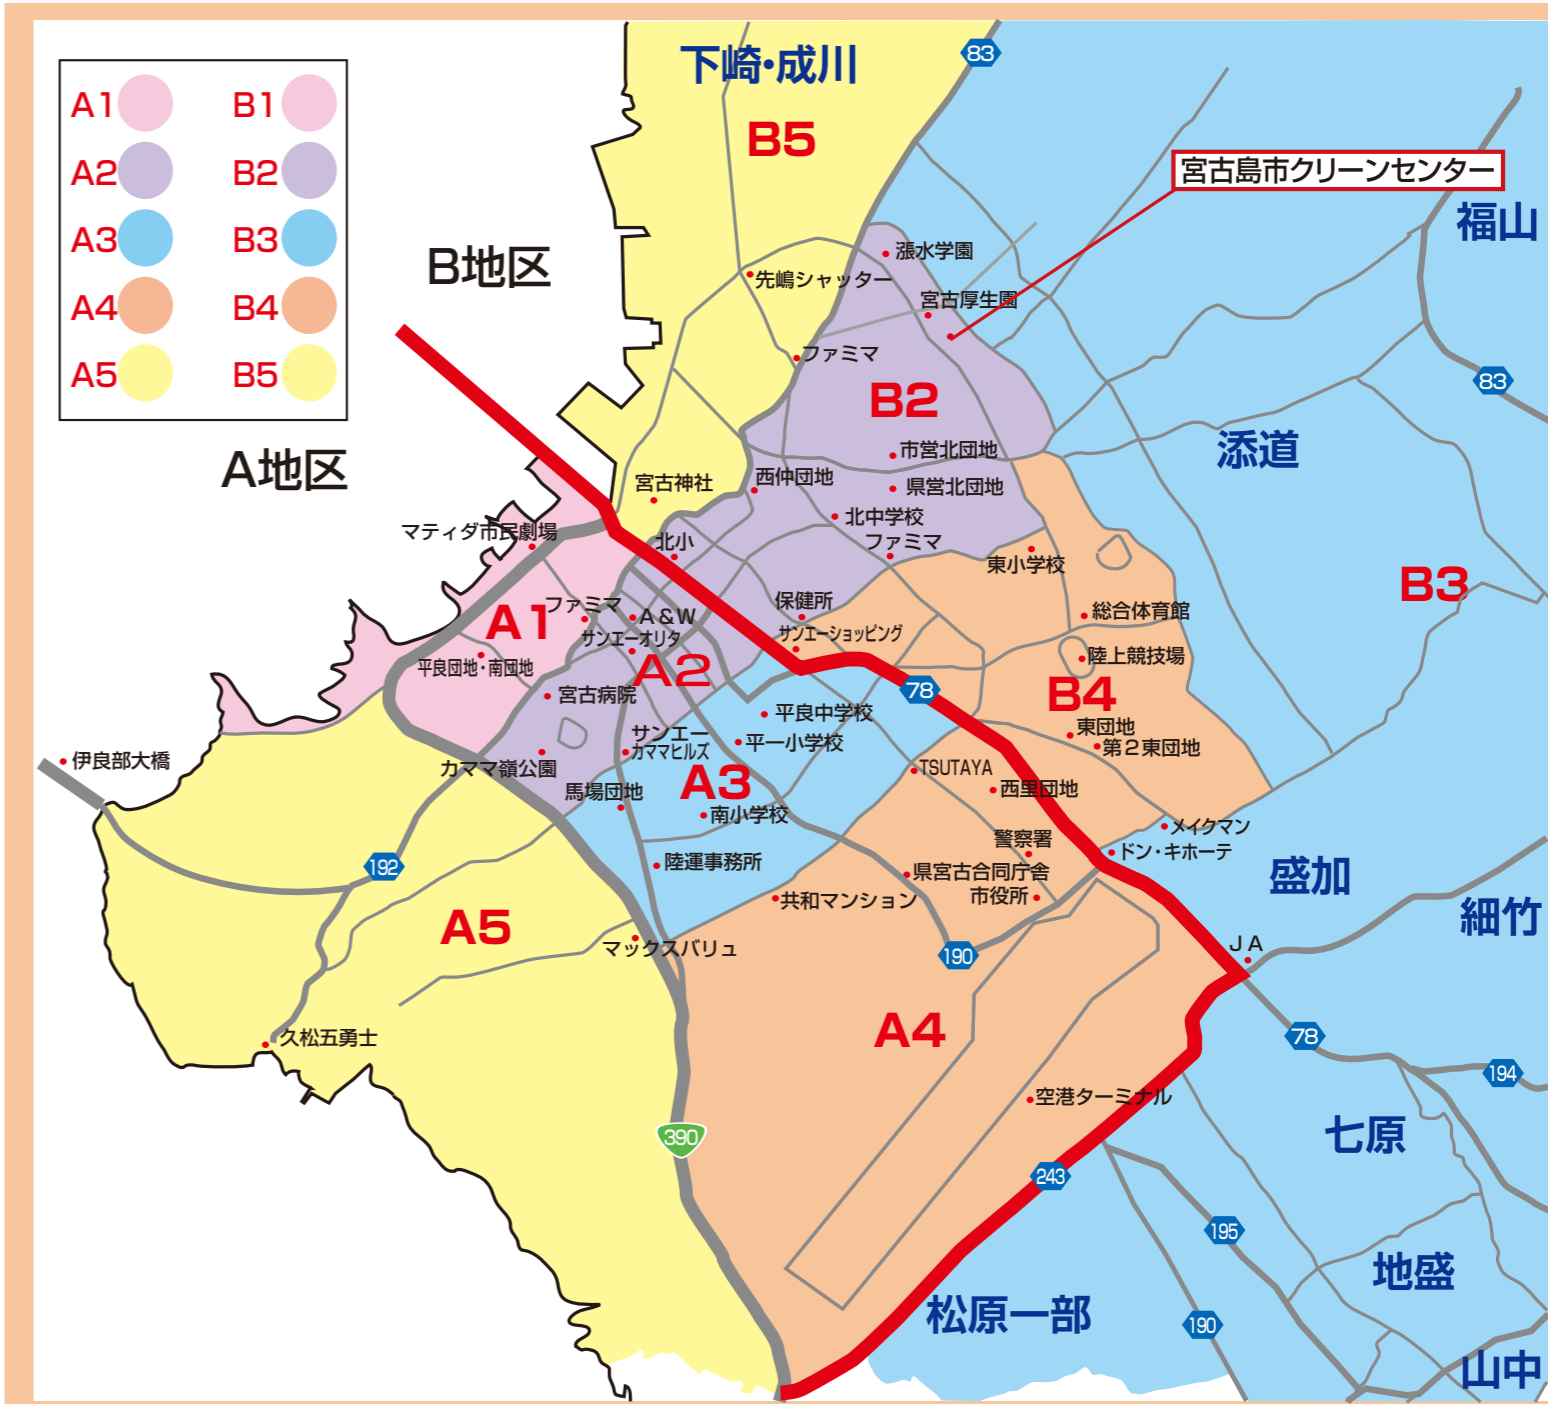 A1
B1
A2
B2
A3
B3
A4
B4
A5
B5
B地区
A地区
下崎・成川
B5
83
宮古島市クリーンセンター
福山
漲水学園
先嶋シャッター
宮古厚生園
ファミマ
83
B2
添道
市営北団地
西仲団地
県営北団地
宮古神社
北中学校
マティダ市民劇場
北小
ファミマ
東小学校
B3
保健所
ファミマ
A&W
総合体育館
A1
サンエーオリタ
サンエーショッピング
陸上競技場
平良団地・南団地
A2
78
B4
宮古病院
平良中学校
東団地
サンエー
カママヒルズ
平一小学校
第2東団地
伊良部大橋
カママ嶺公園
TSUTAYA
馬場団地
A3
西里団地
南小学校
メイクマン
警察署
ドン・キホーテ
192
陸運事務所
県宮古合同庁舎
盛加
共和マンション
市役所
細竹
A5
マックスバリュ
190
JA
A4
久松五勇士
78
194
空港ターミナル
390
七原
243
195
地盛
松原一部
190
山中